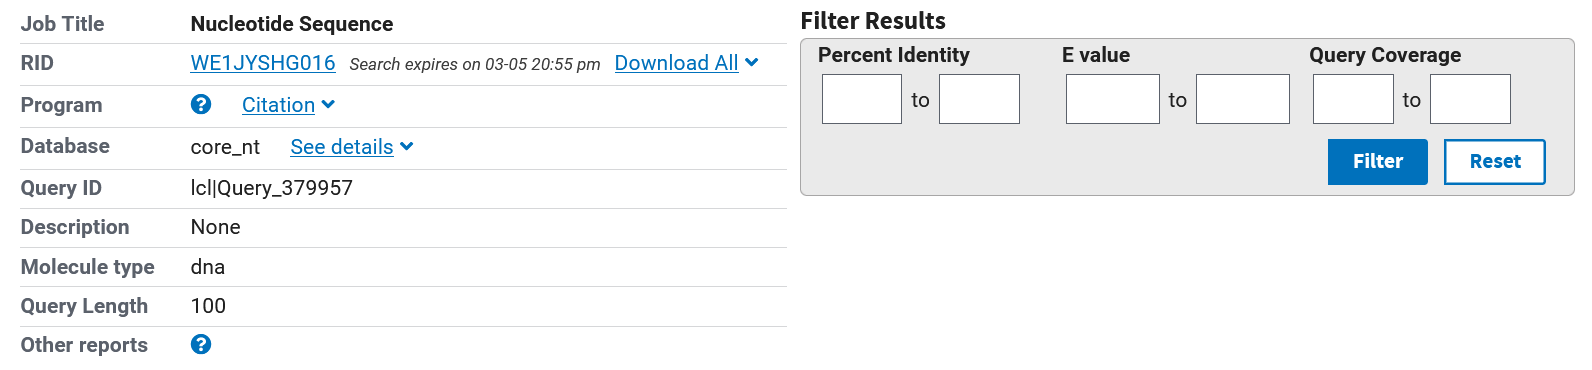 Job Title Nucleotide Sequence
RID WE1JYSHG016 Search expires on 03-05 20:55 pm Download All
Program Citation
Database core_nt See details
Query ID lcl|Query_379957
Description None
Molecule type dna
Query Length 100
Other reports
Filter Results
Percent Identity E value Query Coverage
to to to
Filter Reset